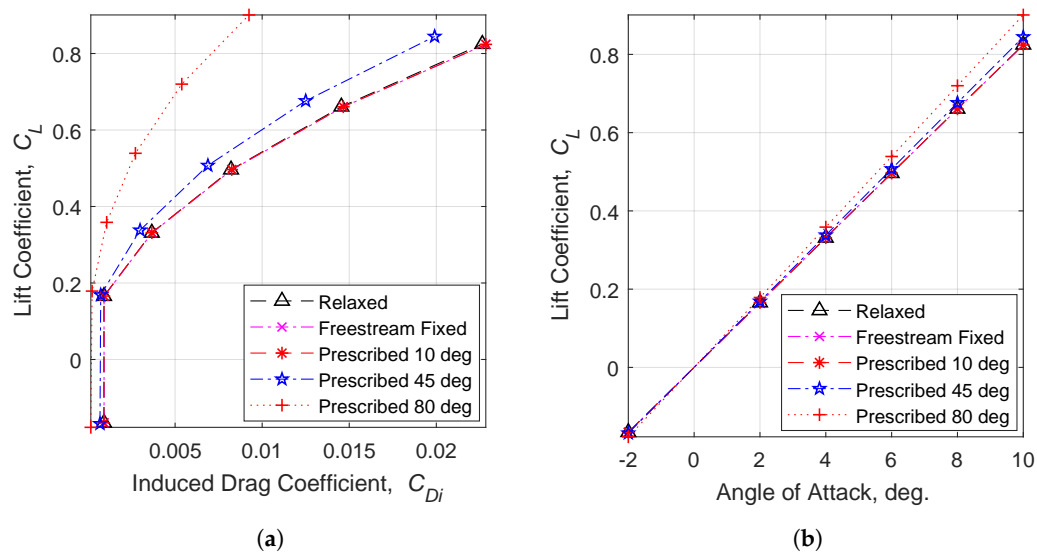 0.8
0.6
0.4
0.2
0
Lift Coefficient, C_L
0.005
0.01
0.015
0.02
Induced Drag Coefficient, C_Di
Relaxed
Freestream Fixed
Prescribed 10 deg
Prescribed 45 deg
Prescribed 80 deg
(a)
0.8
0.6
0.4
0.2
0
Lift Coefficient, C_L
-2
0
2
4
6
8
10
Angle of Attack, deg.
Relaxed
Freestream Fixed
Prescribed 10 deg
Prescribed 45 deg
Prescribed 80 deg
(b)